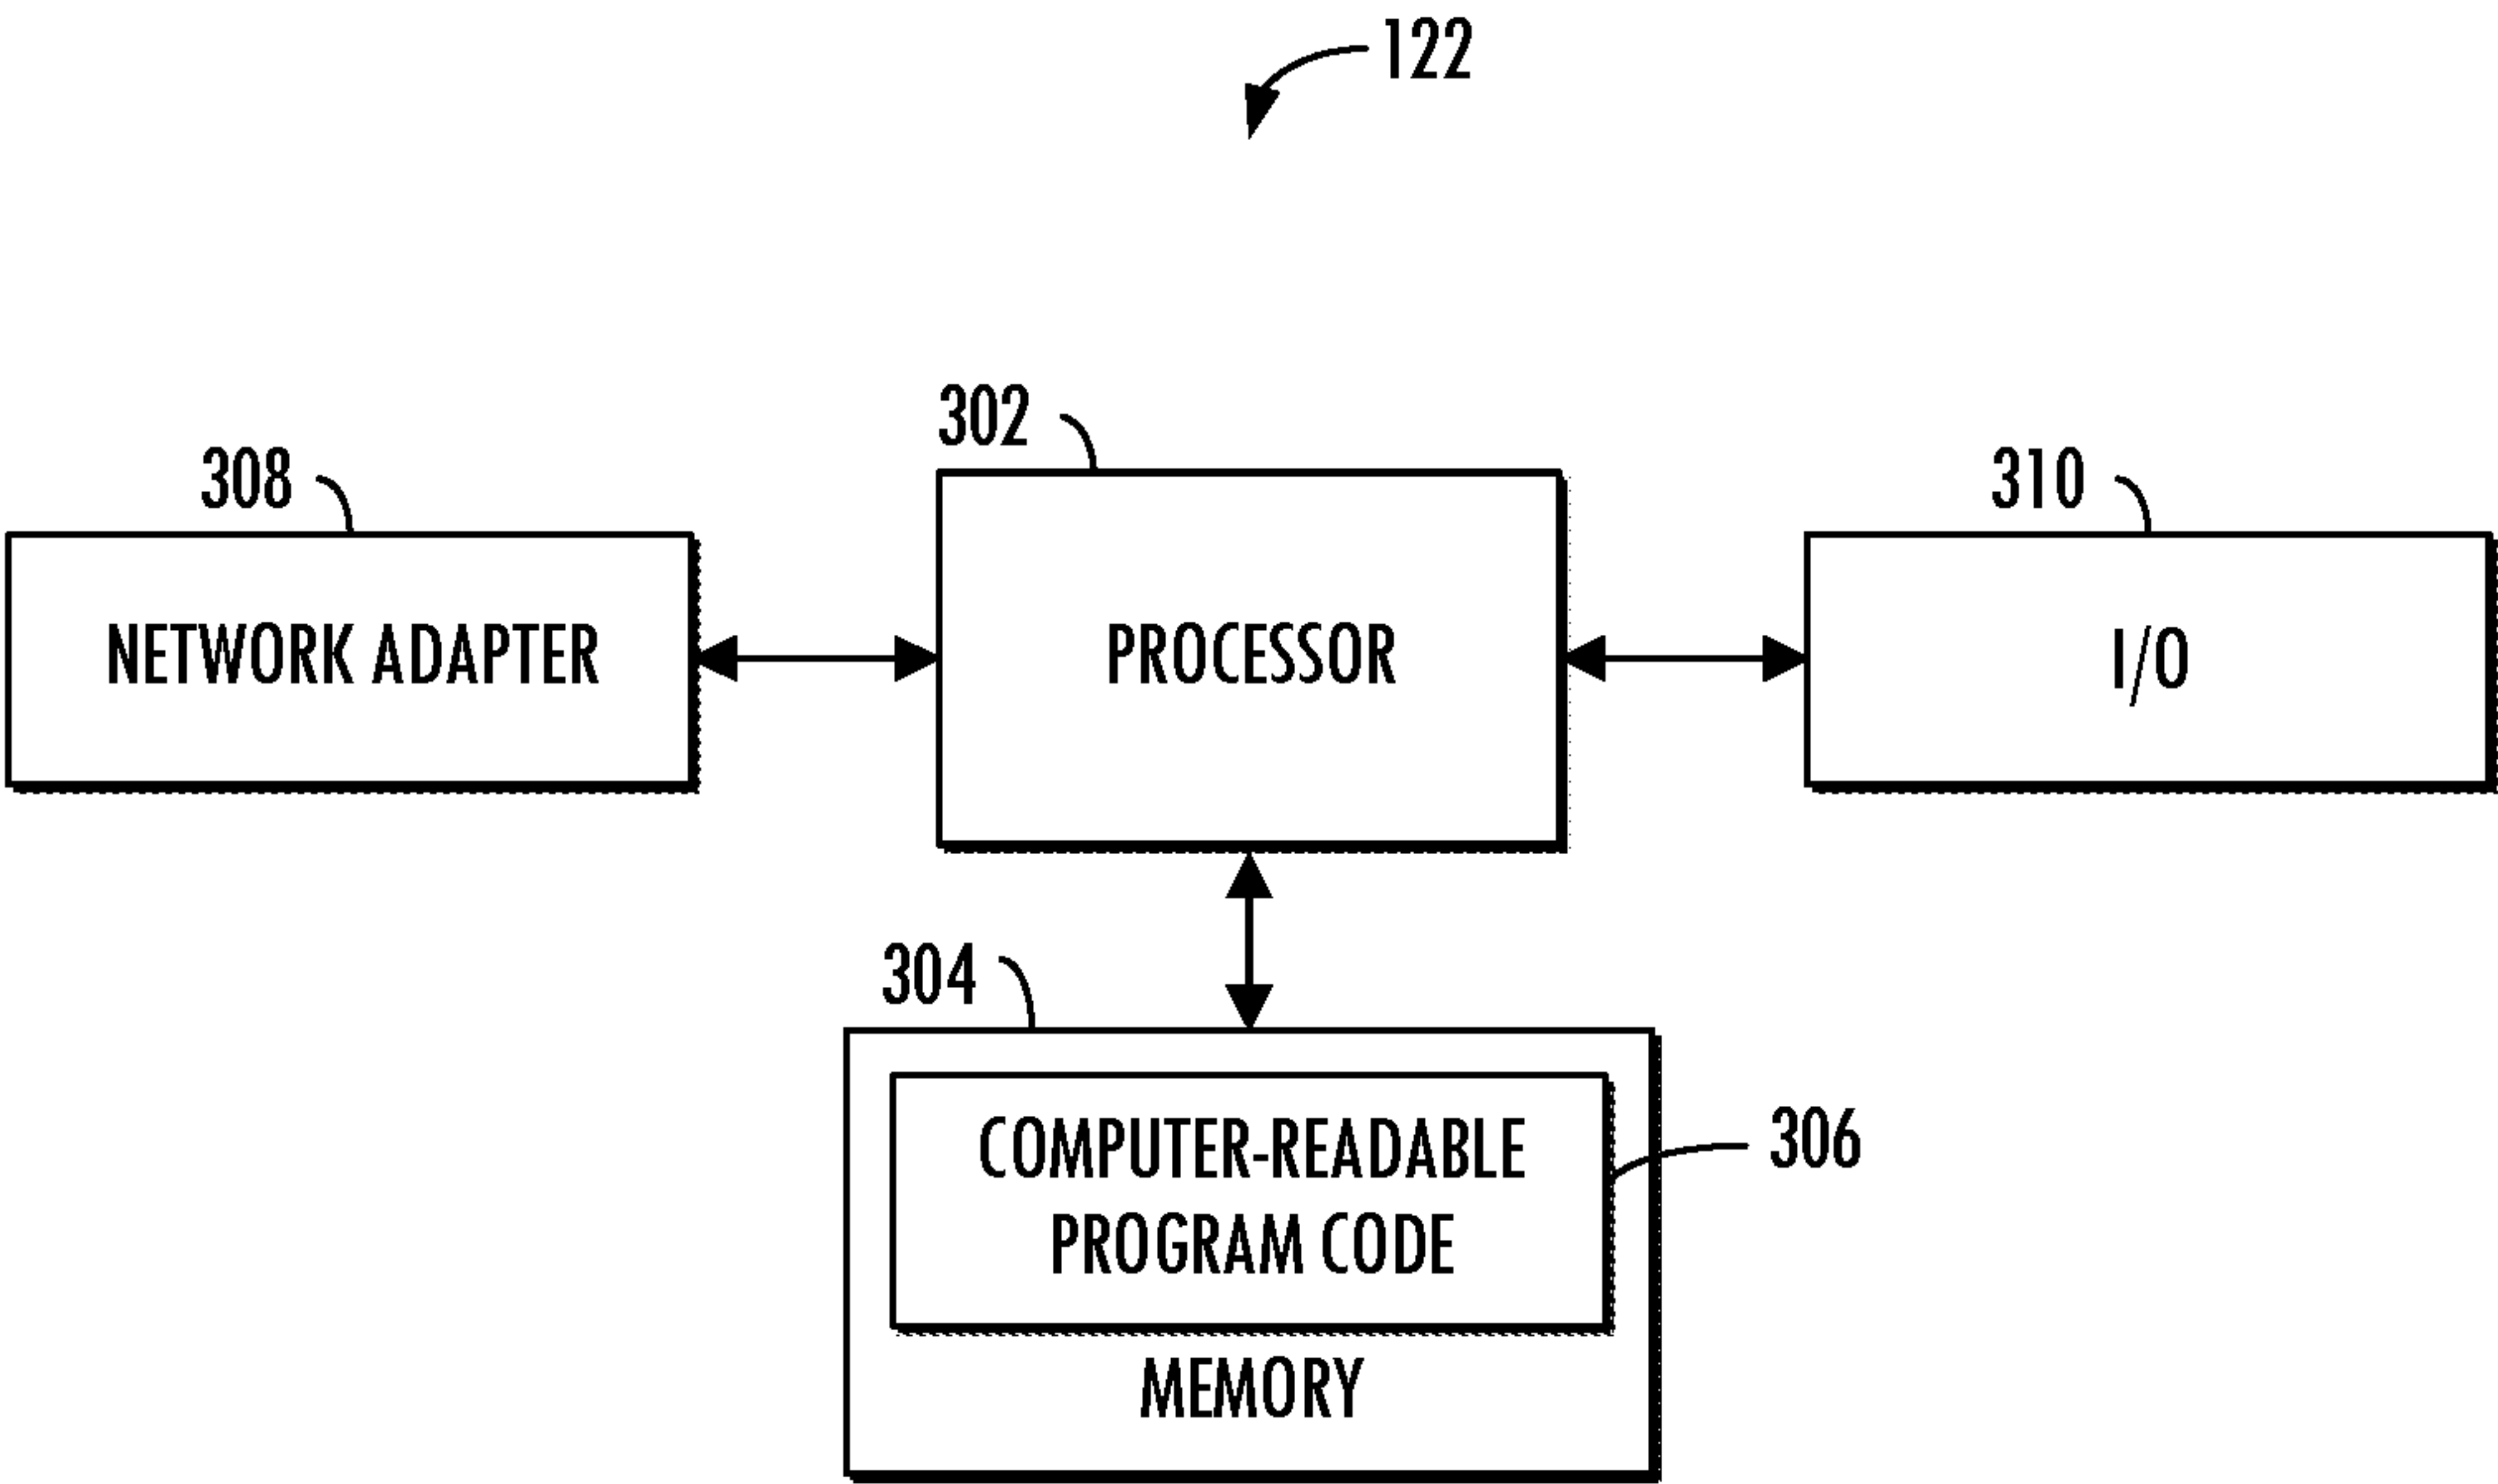 122
302
308
310
NETWORK ADAPTER
PROCESSOR
I/O
304
COMPUTER-READABLE
PROGRAM CODE
306
MEMORY